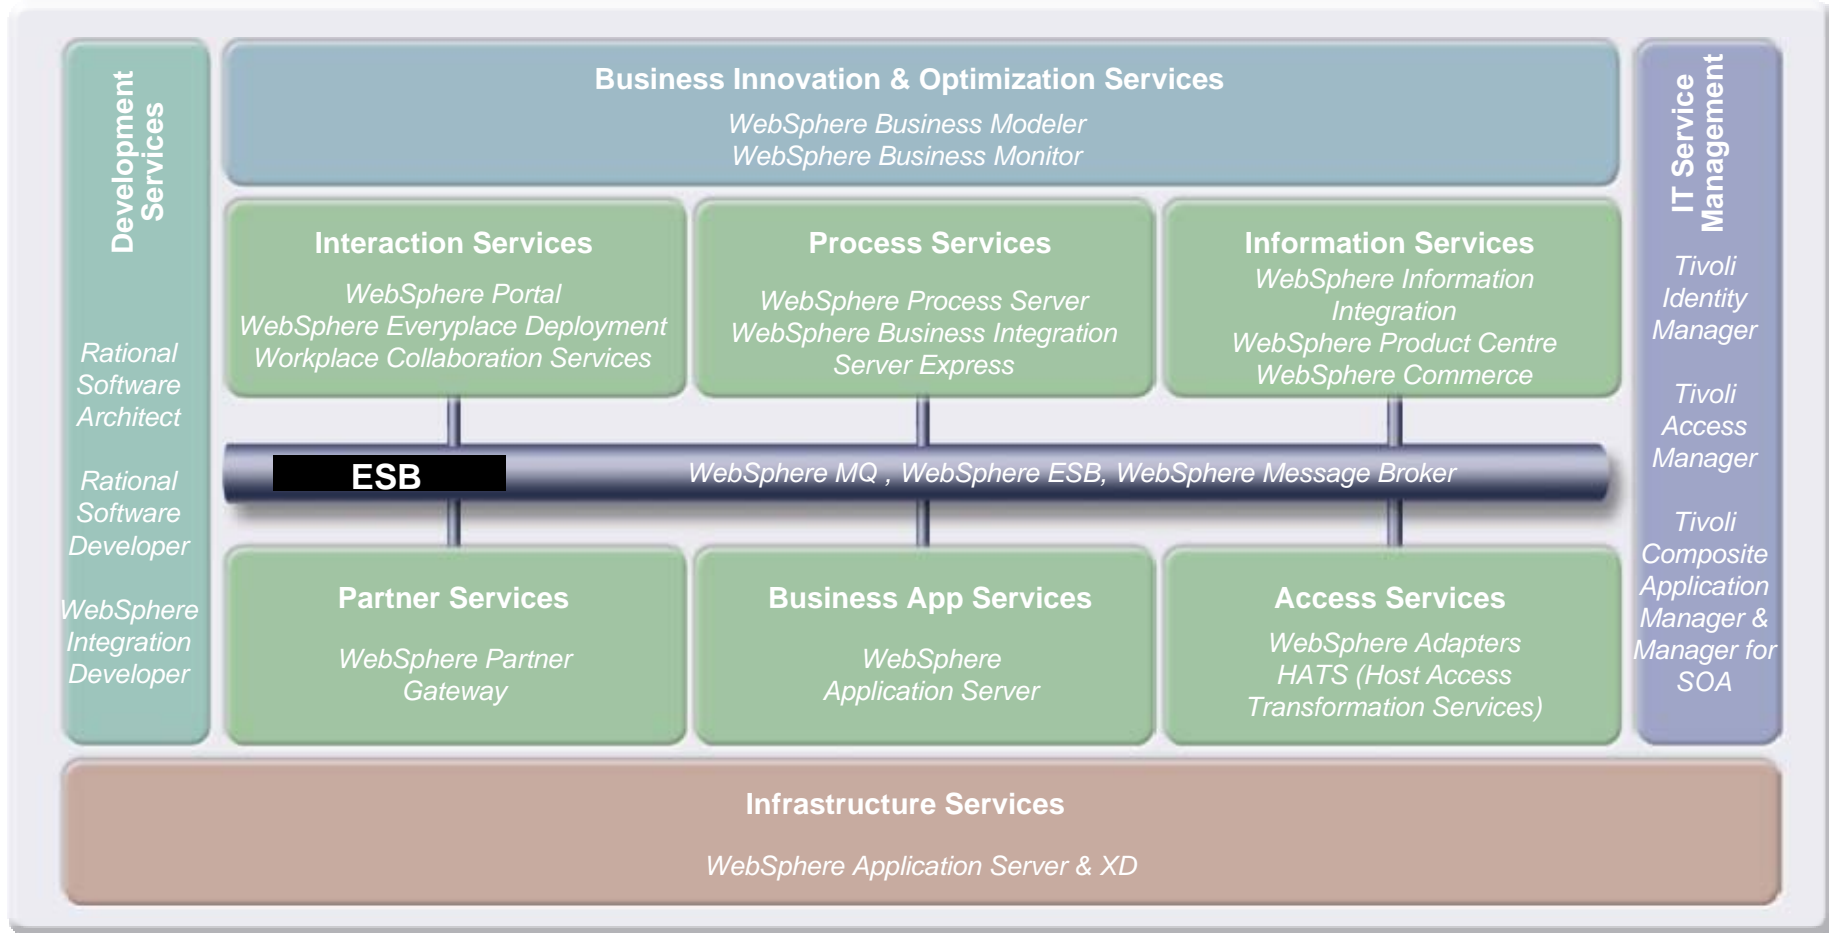 Development
Services
Rational
Software
Architect
Rational
Software
Developer
WebSphere
Integration
Developer
Business Innovation & Optimization Services
WebSphere Business Modeler
WebSphere Business Monitor
Interaction Services
WebSphere Portal
WebSphere Everyplace Deployment
Workplace Collaboration Services
Process Services
WebSphere Process Server
WebSphere Business Integration
Server Express
Information Services
WebSphere Information
Integration
WebSphere Product Centre
WebSphere Commerce
ESB
WebSphere MQ , WebSphere ESB, WebSphere Message Broker
Partner Services
WebSphere Partner
Gateway
Business App Services
WebSphere
Application Server
Access Services
WebSphere Adapters
HATS (Host Access
Transformation Services)
IT Service
Management
Tivoli
Identity
Manager
Tivoli
Access
Manager
Tivoli
Composite
Application
Manager &
Manager for
SOA
Infrastructure Services
WebSphere Application Server & XD